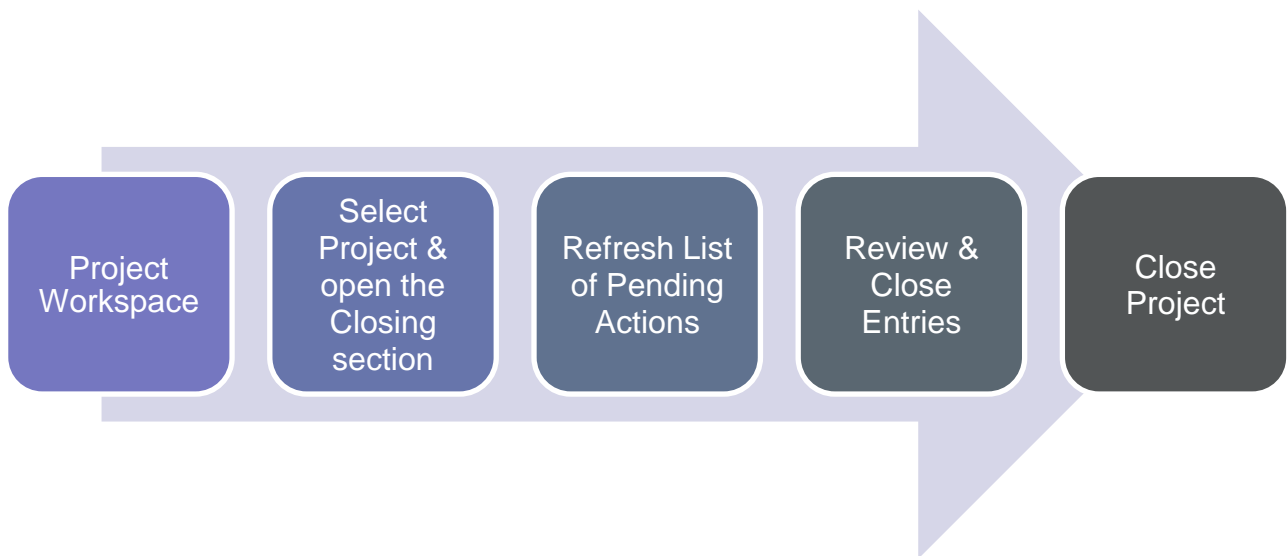 Project
Workspace
Select
Project &
open the
Closing
section
Refresh List
of Pending
Actions
Review &
Close
Entries
Close
Project